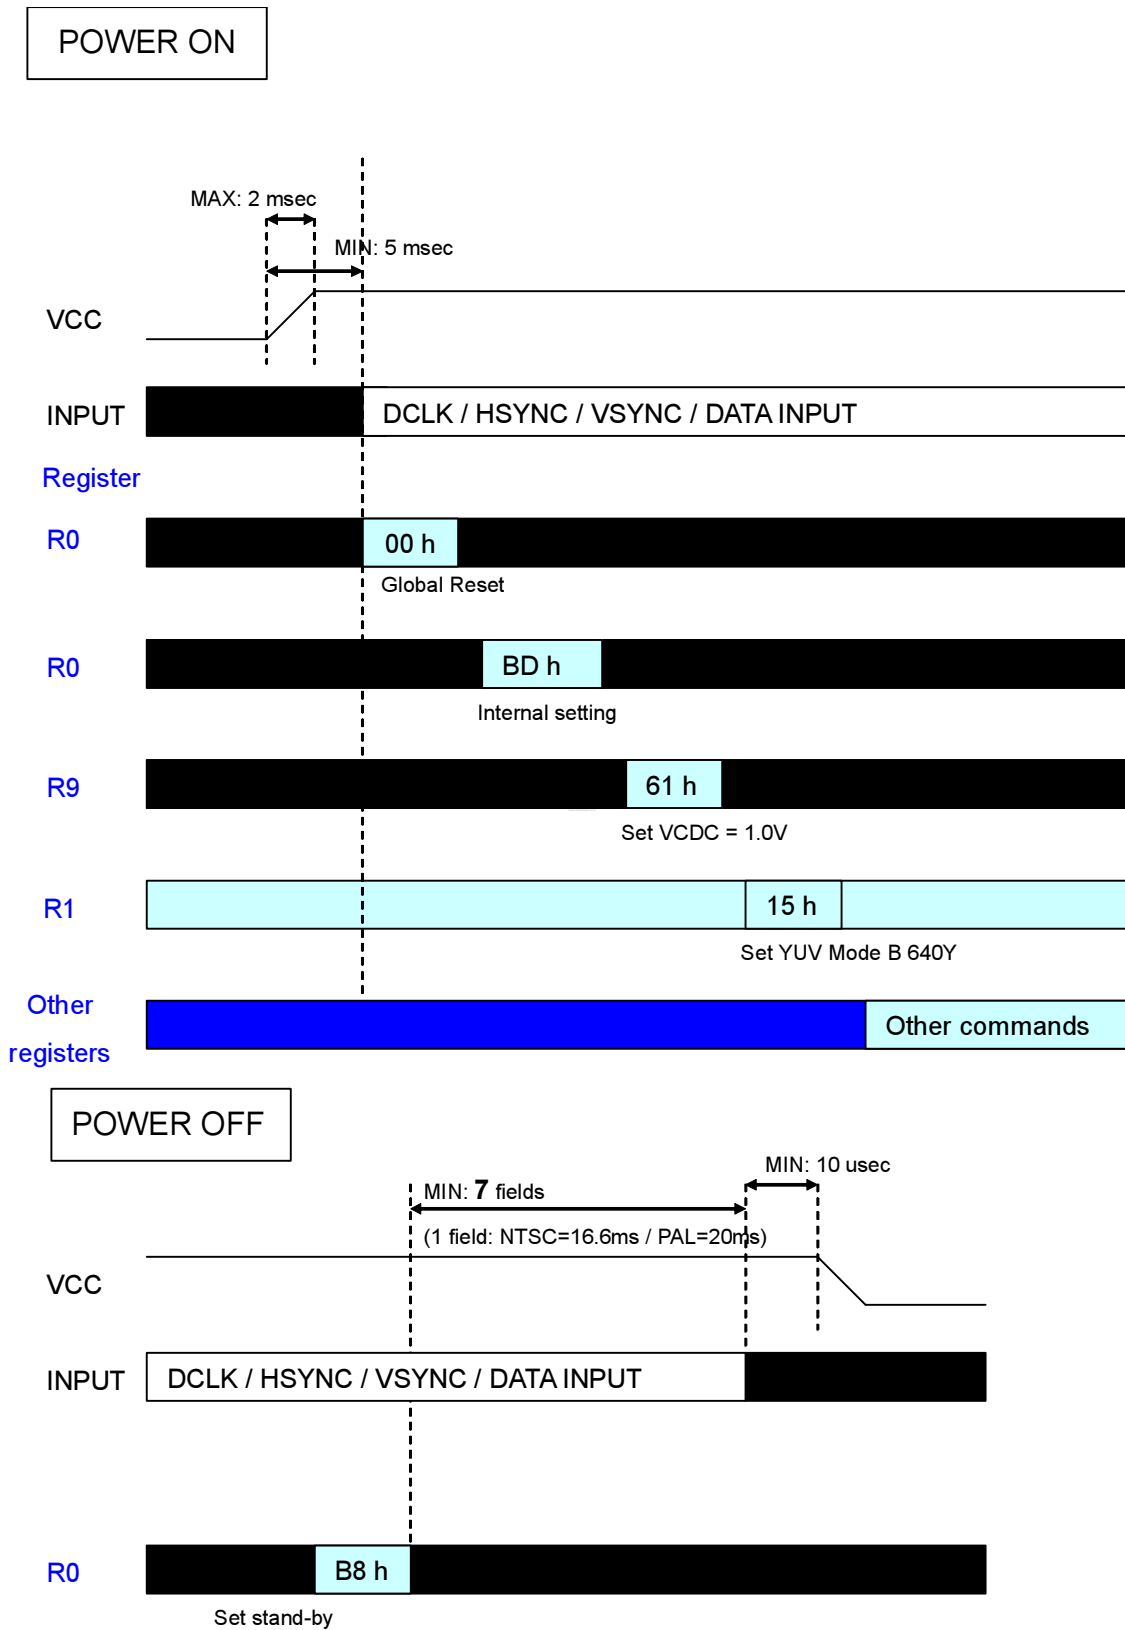 POWER ON
MAX: 2 msec
MIN: 5 msec
VCC
INPUT
DCLK / HSYNC / VSYNC / DATA INPUT
Register
R0
00 h
Global Reset
R0
BD h
Internal setting
R9
61 h
Set VCDC = 1.0V
R1
15 h
Set YUV Mode B 640Y
Other
registers
Other commands
POWER OFF
MIN: 10 usec
MIN: 7 fields
(1 field: NTSC=16.6ms / PAL=20ms)
VCC
INPUT
DCLK / HSYNC / VSYNC / DATA INPUT
R0
B8 h
Set stand-by